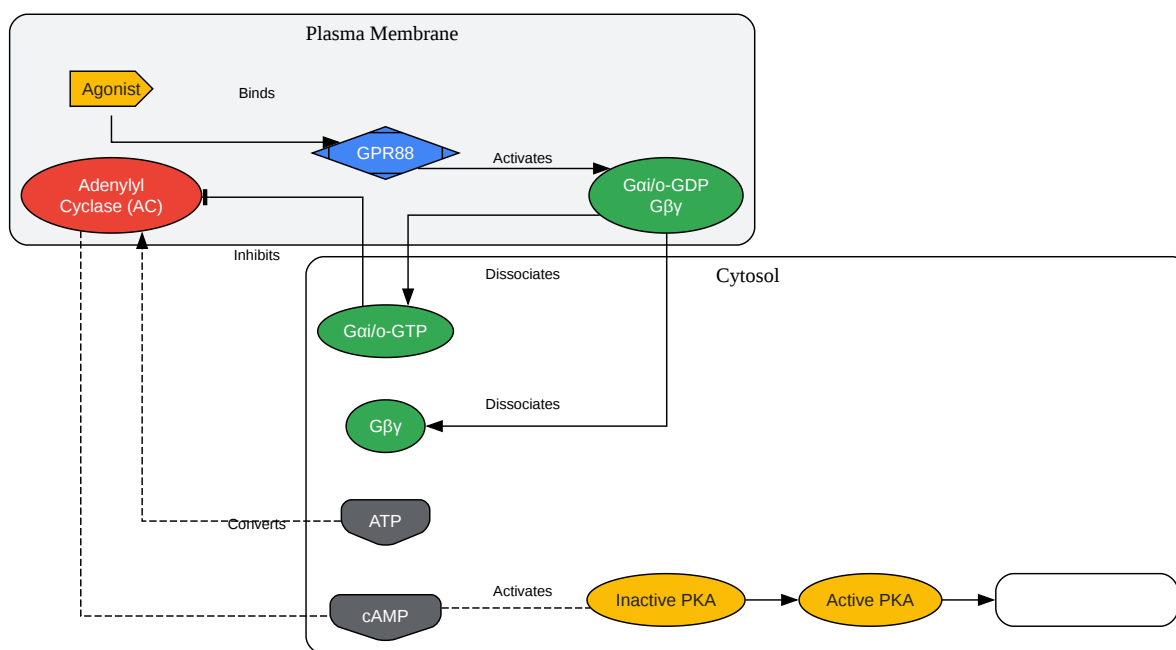 Plasma Membrane
Agonist
Binds
GPR88
Activates
Adenylyl
Cyclase (AC)
Gαi/o-GDP
Gβγ
Inhibits
Dissociates
Cytosol
Gαi/o-GTP
Dissociates
Gβγ
ATP
Converts
Activates
Inactive PKA
Active PKA
cAMP